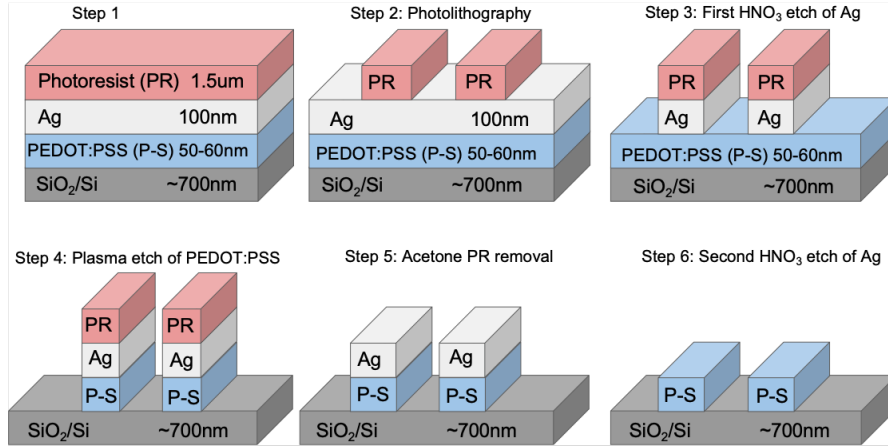 Step 1
Photoresist (PR) 1.5um
Ag 100nm
PEDOT:PSS (P-S) 50-60nm
SiO₂/Si ~700nm
Step 2: Photolithography
PR PR
Ag 100nm
PEDOT:PSS (P-S) 50-60nm
SiO₂/Si ~700nm
Step 3: First HNO₃ etch of Ag
PR PR
Ag Ag
PEDOT:PSS (P-S) 50-60nm
SiO₂/Si ~700nm
Step 4: Plasma etch of PEDOT:PSS
PR PR
Ag Ag
P-S P-S
SiO₂/Si ~700nm
Step 5: Acetone PR removal
Ag Ag
P-S P-S
SiO₂/Si ~700nm
Step 6: Second HNO₃ etch of Ag
P-S P-S
SiO₂/Si ~700nm